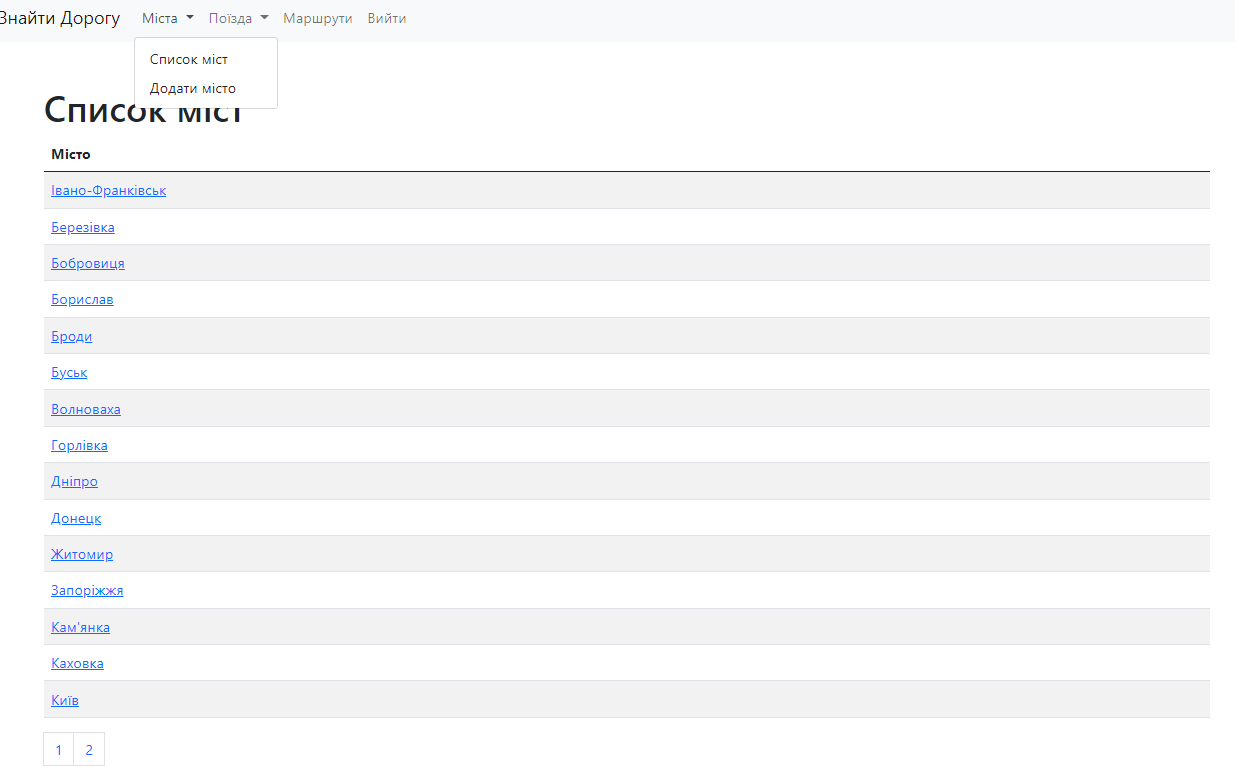 Знайти Дорогу Міста Поїзда Маршрути Вийти
Список міст
Додати місто
Список міст
Місто
Івано-Франківськ
Березівка
Бобровиця
Борислав
Броди
Буськ
Волноваха
Горлівка
Дніпро
Донецк
Житомир
Запоріжжя
Кам'янка
Каховка
Київ
1 2